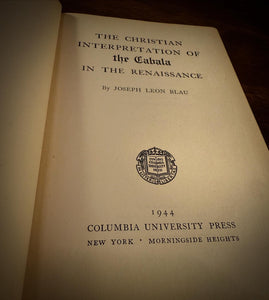 THE CHRISTIAN
INTERPRETATION OF
the Cabala
IN THE RENAISSANCE
By JOSEPH LEON BLAU
1944
COLUMBIA UNIVERSITY PRESS
NEW YORK · MORNINGSIDE HEIGHTS